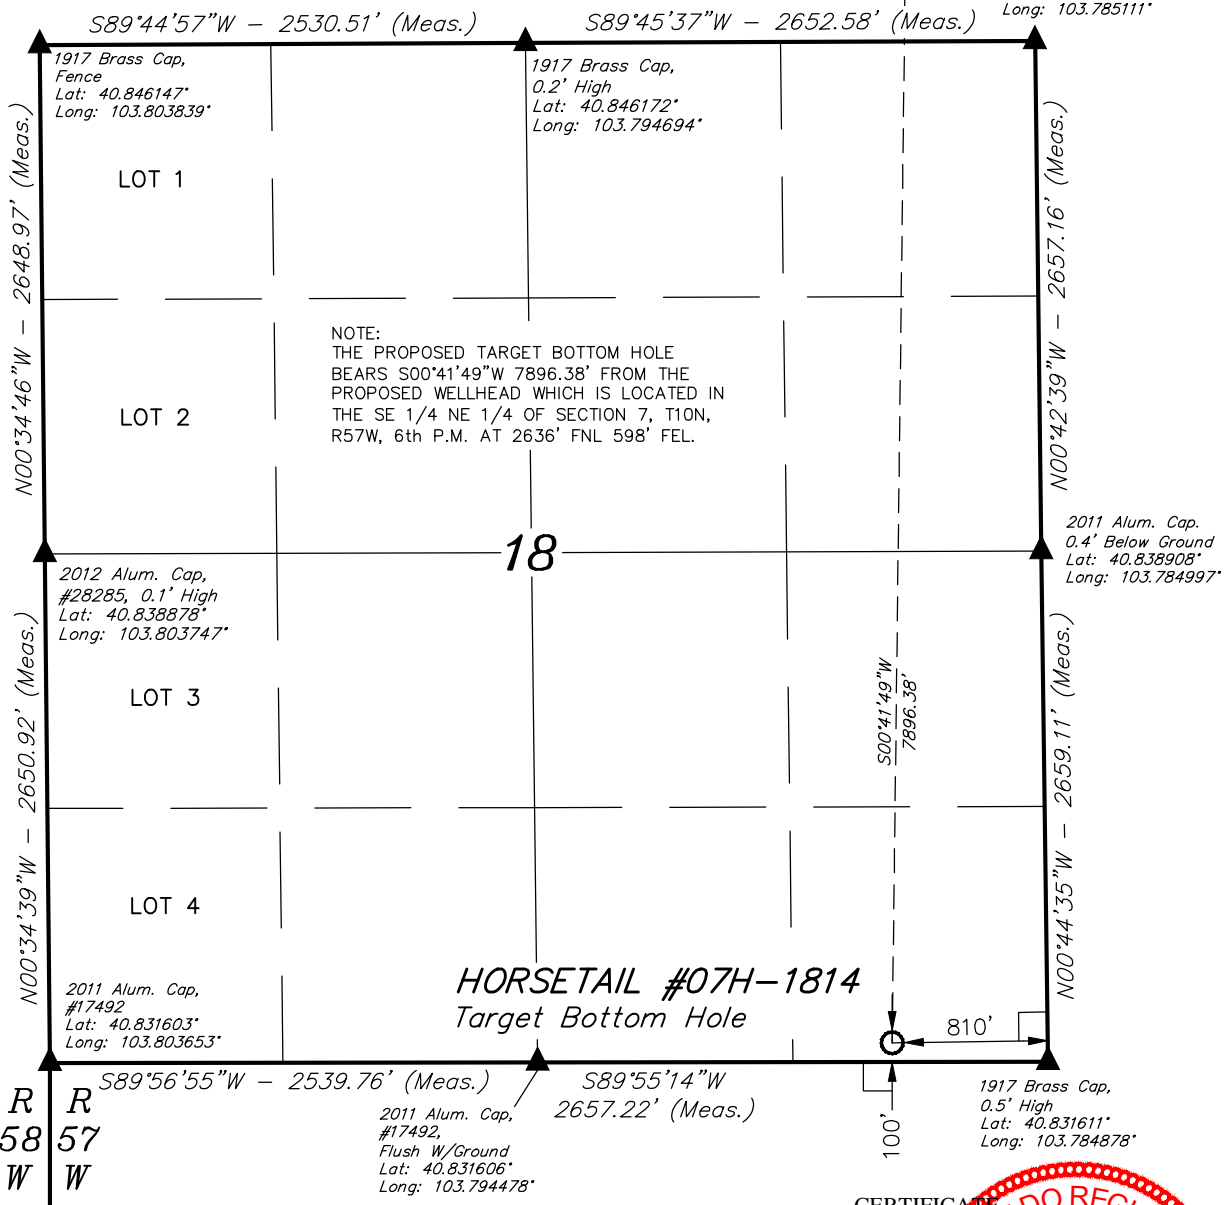 Long: 103.785111°
S89°44'57"W – 2530.51' (Meas.)
S89°45'37"W – 2652.58' (Meas.)
1917 Brass Cap,
Fence
Lat: 40.846147°
Long: 103.803839°
1917 Brass Cap,
0.2' High
Lat: 40.846172°
Long: 103.794694°
N00°34'46"W – 2648.97' (Meas.)
N00°42'39"W – 2657.16' (Meas.)
LOT 1
NOTE:
THE PROPOSED TARGET BOTTOM HOLE
BEARS S00°41'49"W 7896.38' FROM THE
PROPOSED WELLHEAD WHICH IS LOCATED IN
THE SE 1/4 NE 1/4 OF SECTION 7, T10N,
R57W, 6th P.M. AT 2636' FNL 598' FEL.
LOT 2
18
2011 Alum. Cap.
0.4' Below Ground
Lat: 40.838908°
Long: 103.784997°
2012 Alum. Cap,
#28285, 0.1' High
Lat: 40.838878°
Long: 103.803747°
N00°34'39"W – 2650.92' (Meas.)
N00°44'35"W – 2659.11' (Meas.)
LOT 3
S00°41'49"W
7896.38'
LOT 4
HORSETAIL #07H–1814
Target Bottom Hole
2011 Alum. Cap,
#17492
Lat: 40.831603°
Long: 103.803653°
810'
S89°56'55"W – 2539.76' (Meas.)
S89°55'14"W
2657.22' (Meas.)
2011 Alum. Cap,
#17492,
Flush W/Ground
Lat: 40.831606°
Long: 103.794478°
100'
1917 Brass Cap,
0.5' High
Lat: 40.831611°
Long: 103.784878°
R R
58 57
W W
CERTIFICATE